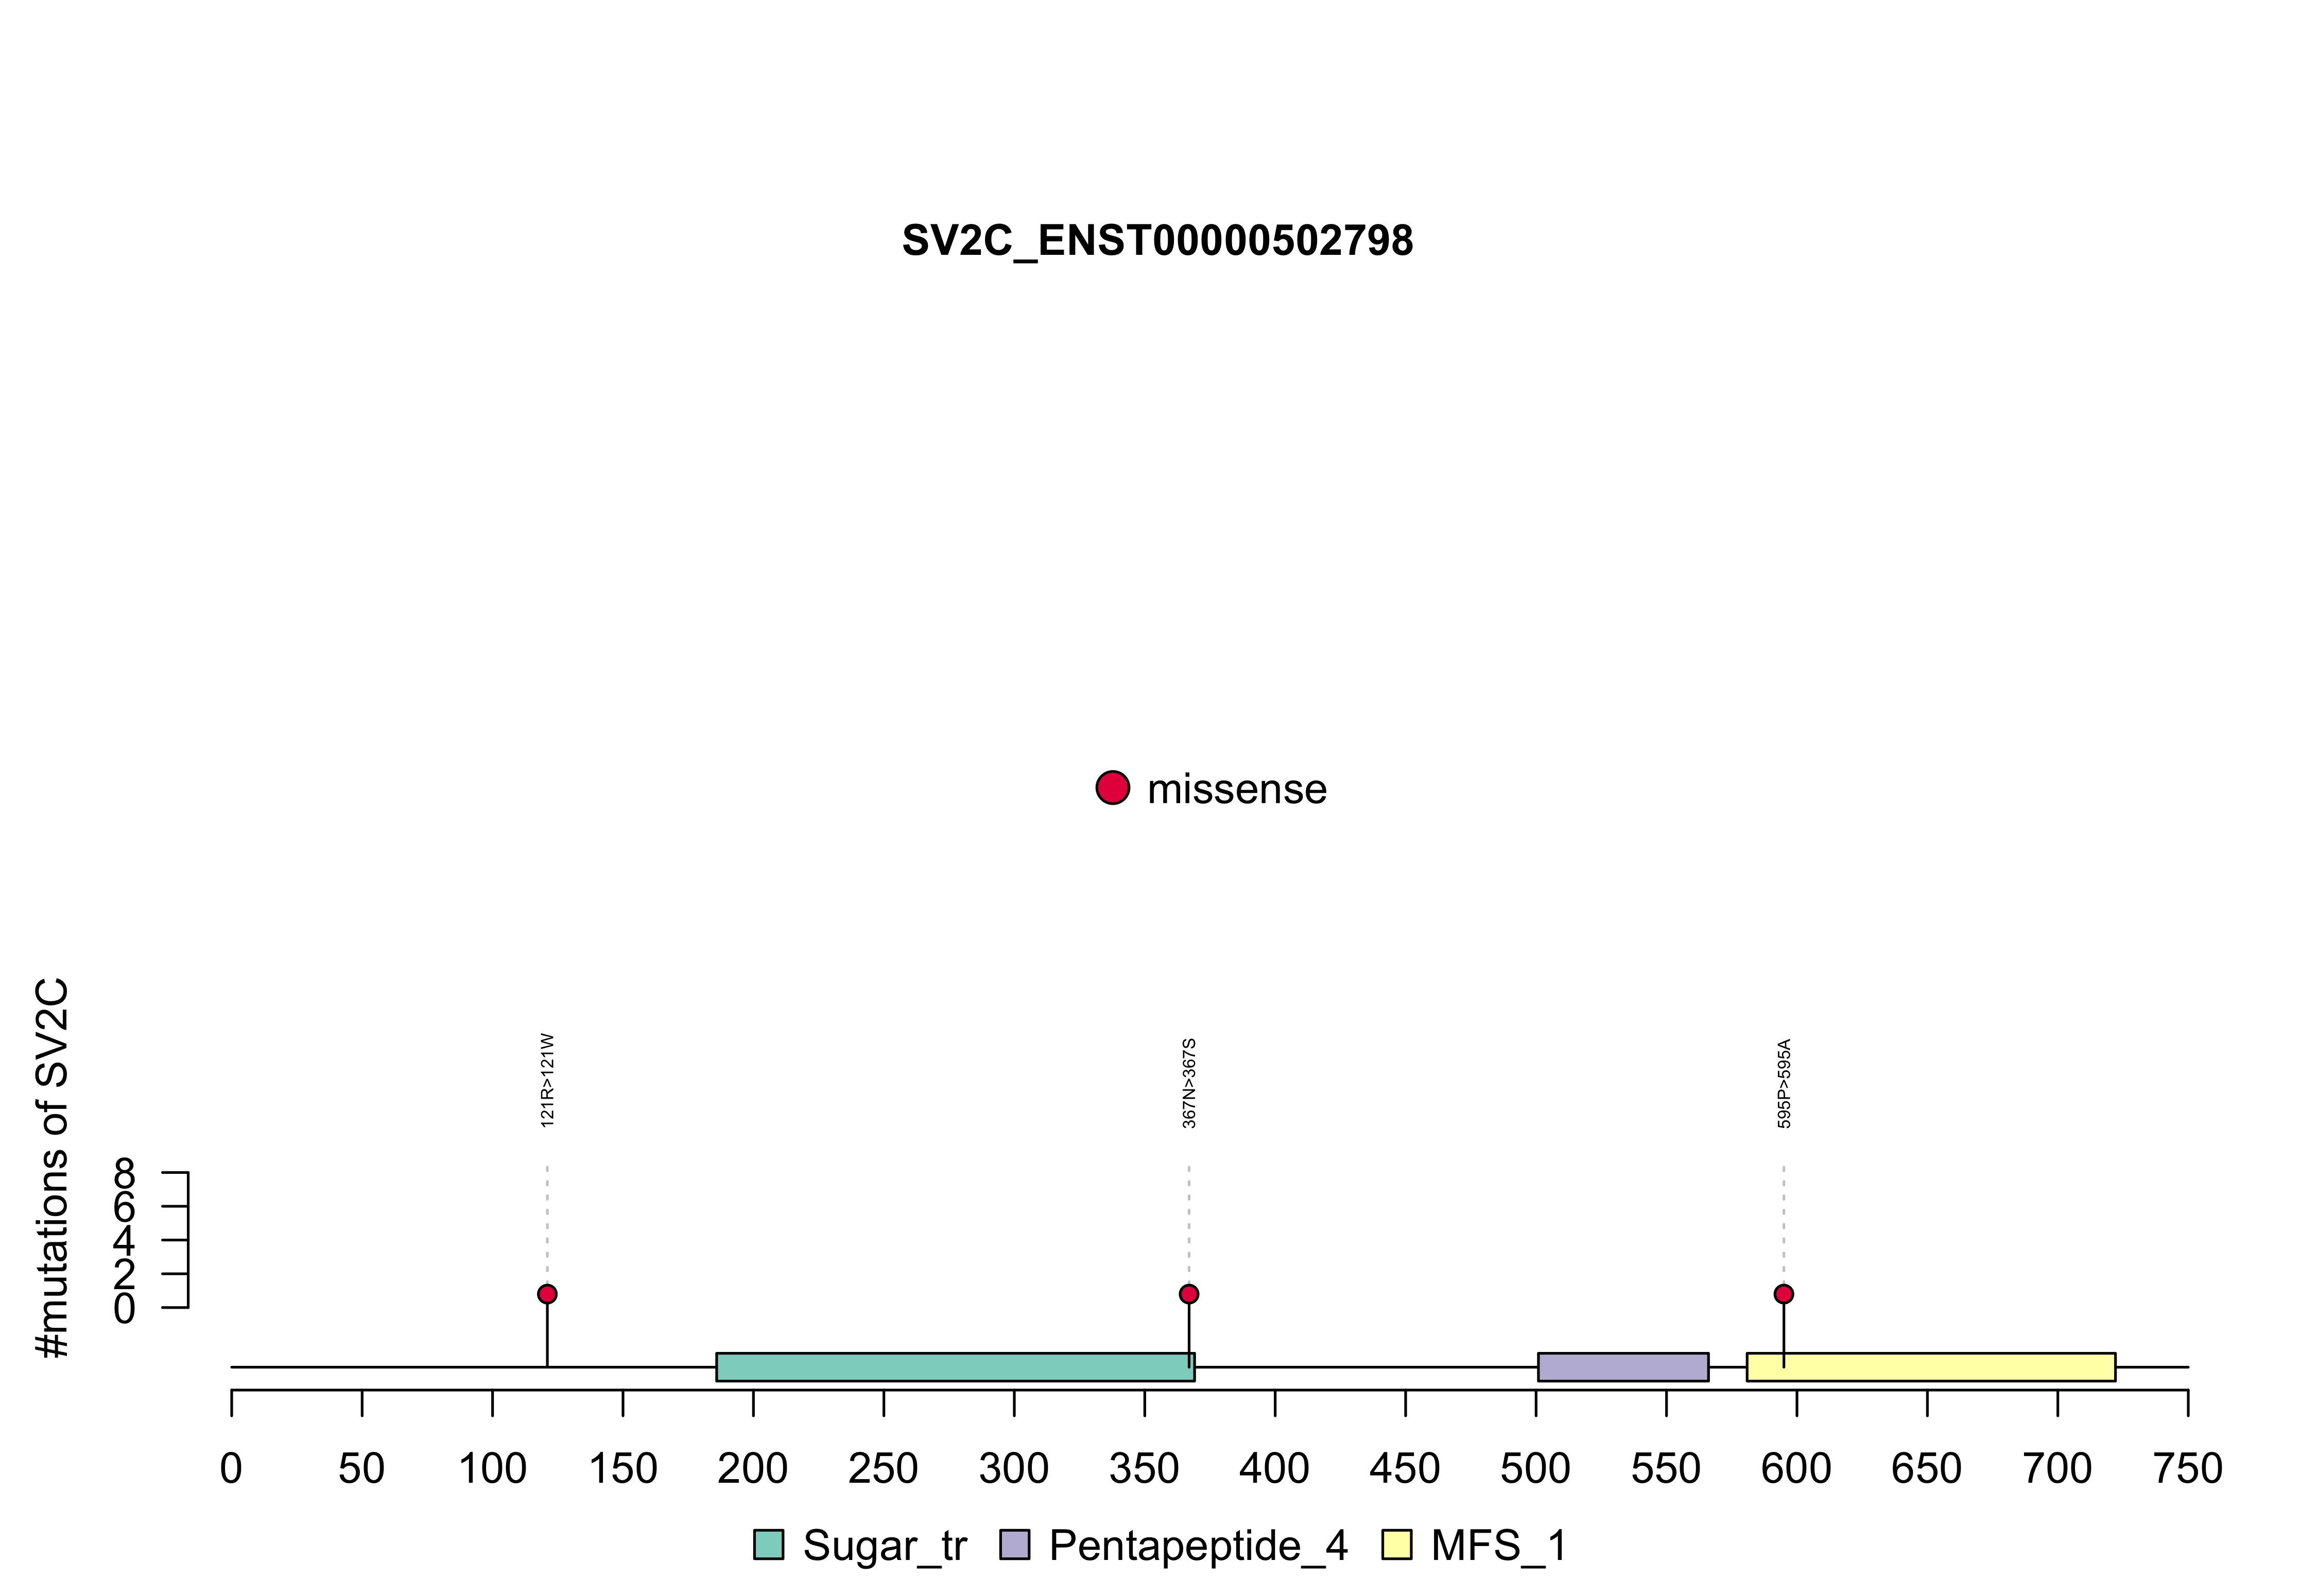 SV2C_ENST00000502798
missense
#mutations of SV2C
121R>121W
367N>367S
595P>595A
8
6
4
2
0
0 50 100 150 200 250 300 350 400 450 500 550 600 650 700 750
Sugar_tr Pentapeptide_4 MFS_1